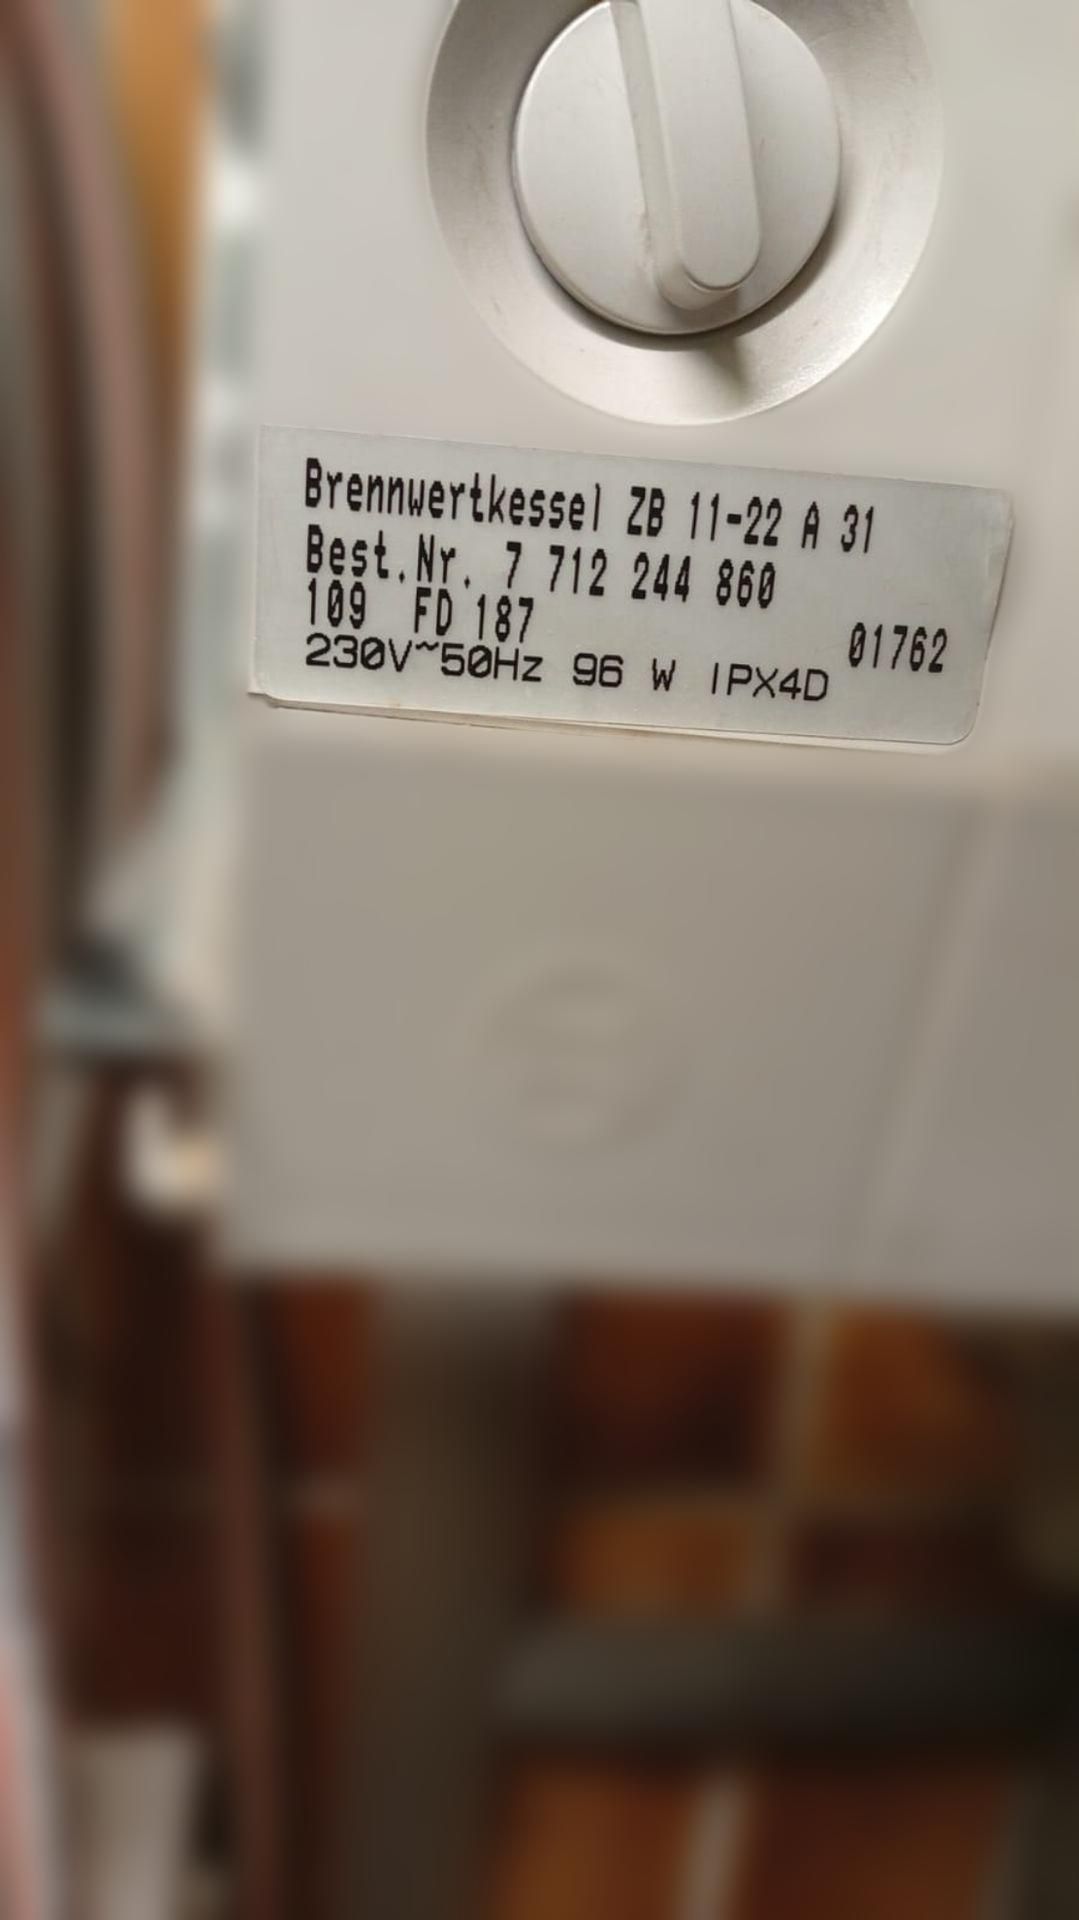 Brennwertkessel ZB 11-22 A 31
Best.Nr. 7 712 244 860
109 FD 187 01762
230V~50Hz 96 W IPX4D